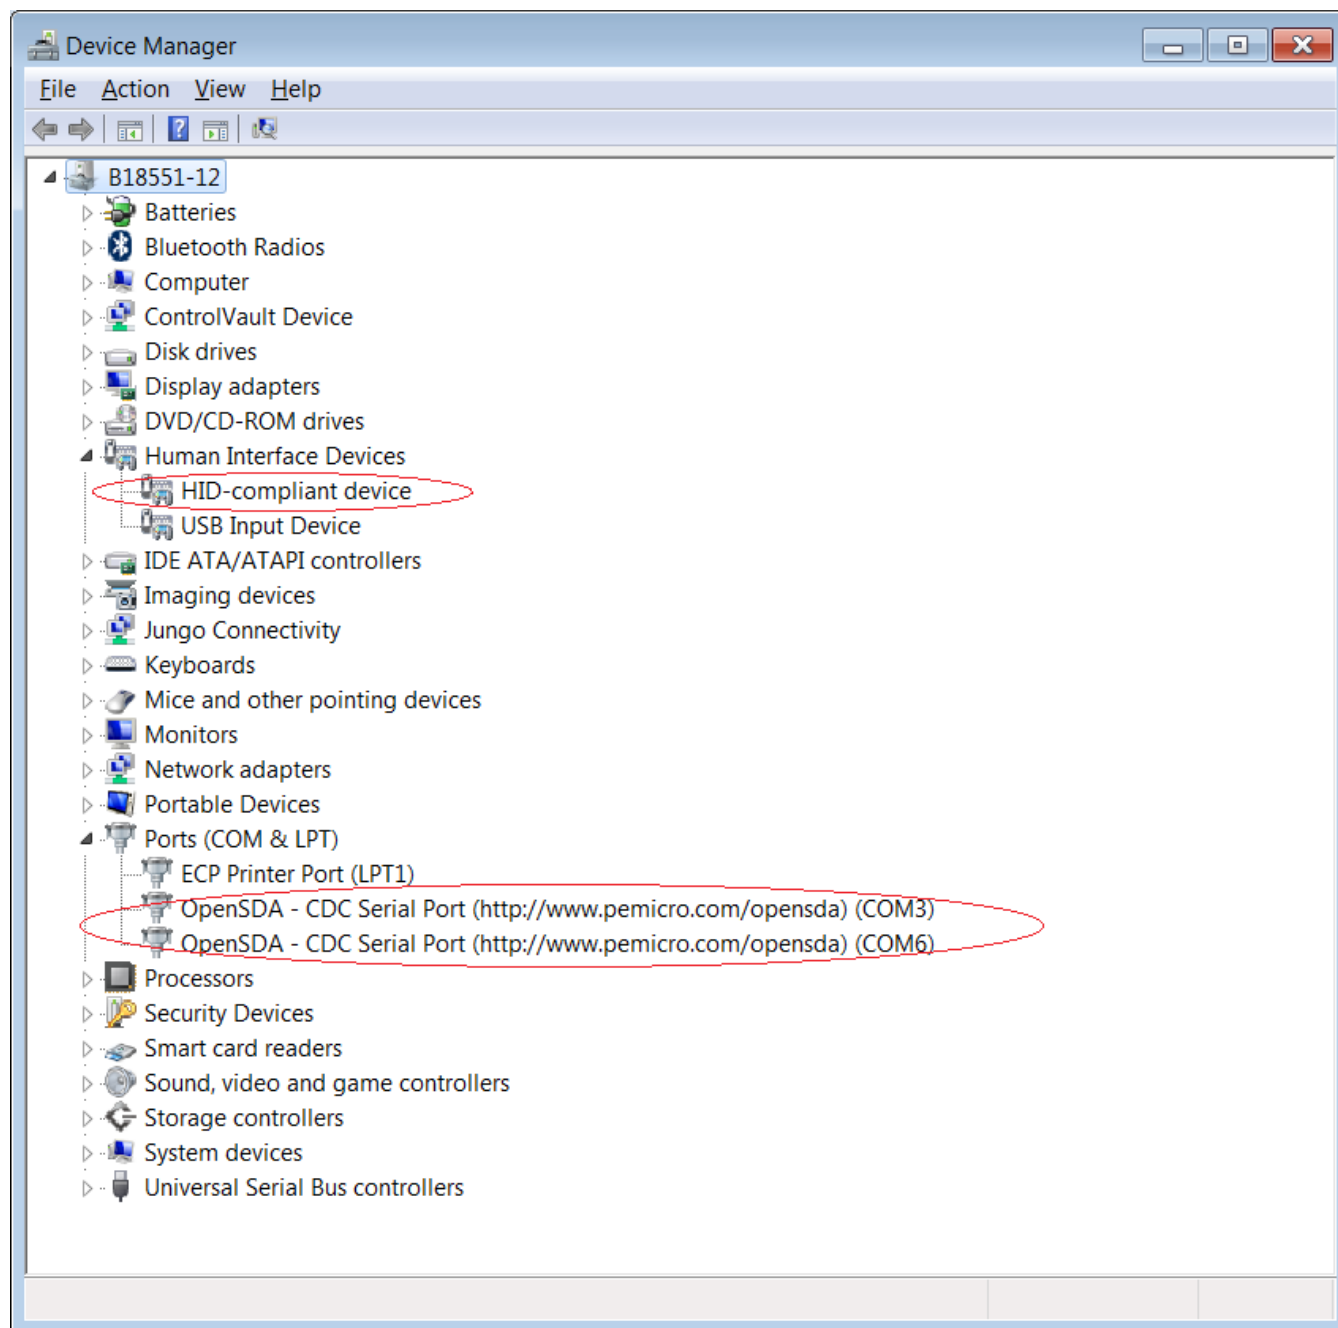 Device Manager
File Action View Help
B18551-12
Batteries
Bluetooth Radios
Computer
ControlVault Device
Disk drives
Display adapters
DVD/CD-ROM drives
Human Interface Devices
HID-compliant device
USB Input Device
IDE ATA/ATAPI controllers
Imaging devices
Jungo Connectivity
Keyboards
Mice and other pointing devices
Monitors
Network adapters
Portable Devices
Ports (COM & LPT)
ECP Printer Port (LPT1)
OpenSDA - CDC Serial Port (http://www.pemicro.com/opensda) (COM3)
OpenSDA - CDC Serial Port (http://www.pemicro.com/opensda) (COM6)
Processors
Security Devices
Smart card readers
Sound, video and game controllers
Storage controllers
System devices
Universal Serial Bus controllers